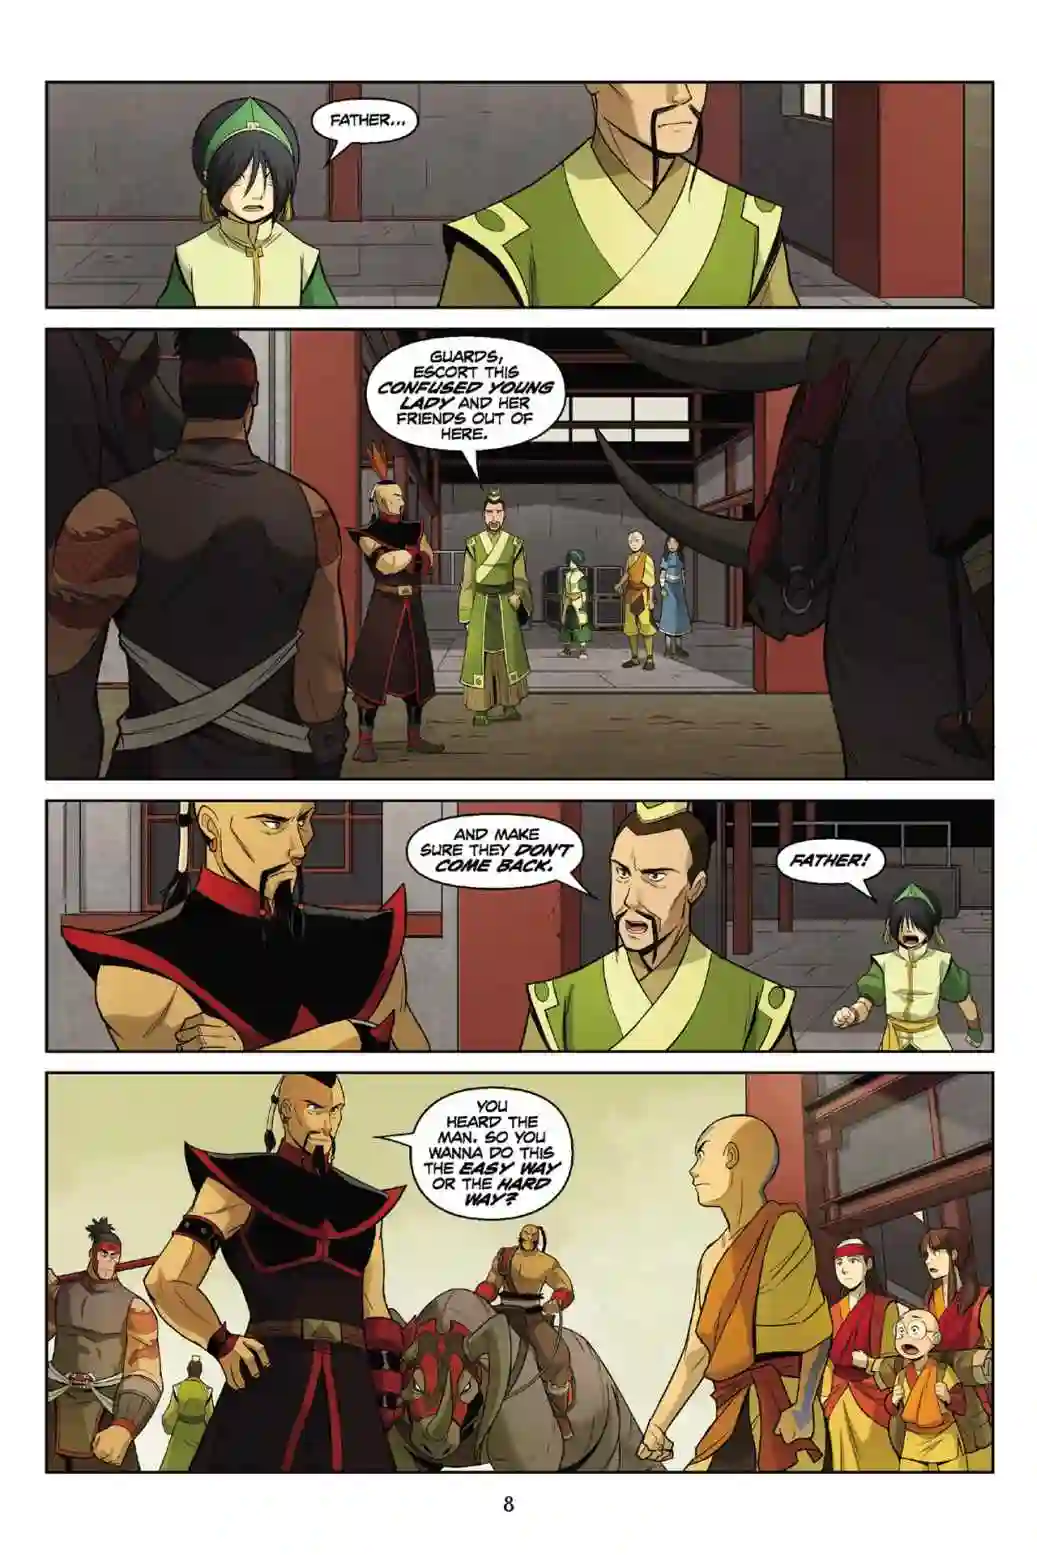 FATHER...
GUARDS,
ESCORT THIS
CONFUSED YOUNG
LADY AND HER
FRIENDS OUT OF
HERE.
AND MAKE
SURE THEY DON'T
COME BACK.
FATHER!
YOU
HEARD THE
MAN. SO YOU
WANNA DO THIS
THE EASY WAY
OR THE HARD
WAY?
8